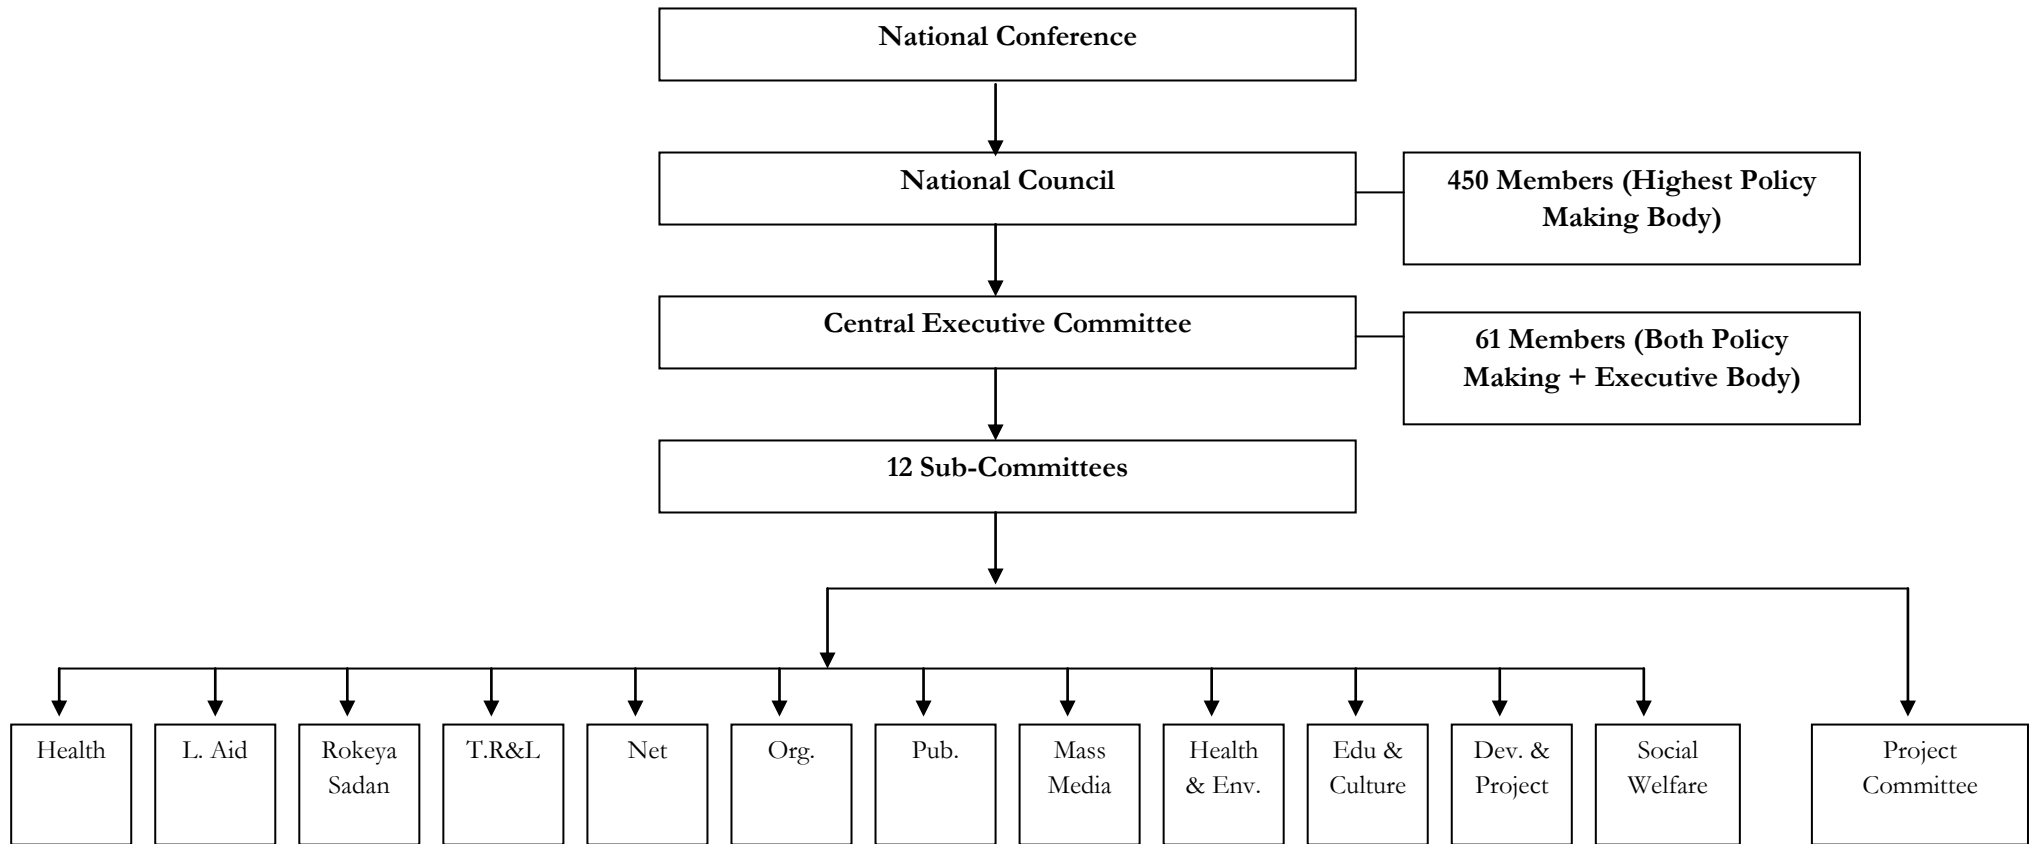 National Conference
National Council
450 Members (Highest Policy
Making Body)
Central Executive Committee
61 Members (Both Policy
Making + Executive Body)
12 Sub-Committees
Health
L. Aid
Rokeya
Sadan
T.R&L
Net
Org.
Pub.
Mass
Media
Health
& Env.
Edu &
Culture
Dev. &
Project
Social
Welfare
Project
Committee